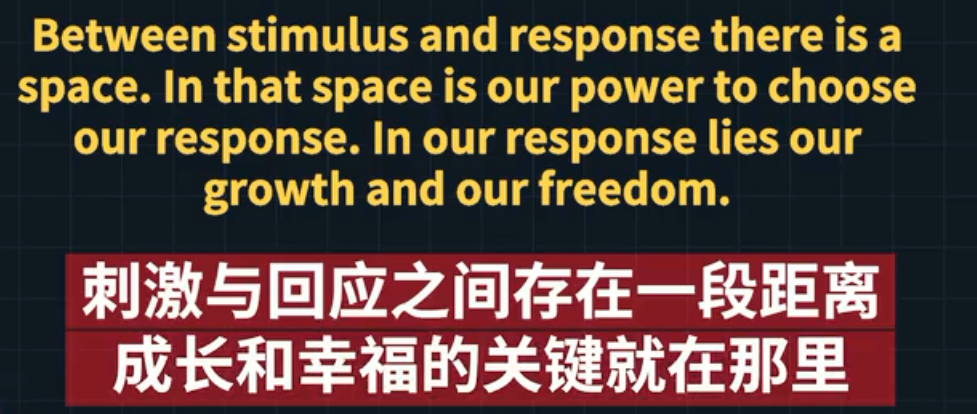 Between stimulus and response there is a
space. In that space is our power to choose
our response. In our response lies our
growth and our freedom.
刺激与回应之间存在一段距离
成长和幸福的关键就在那里